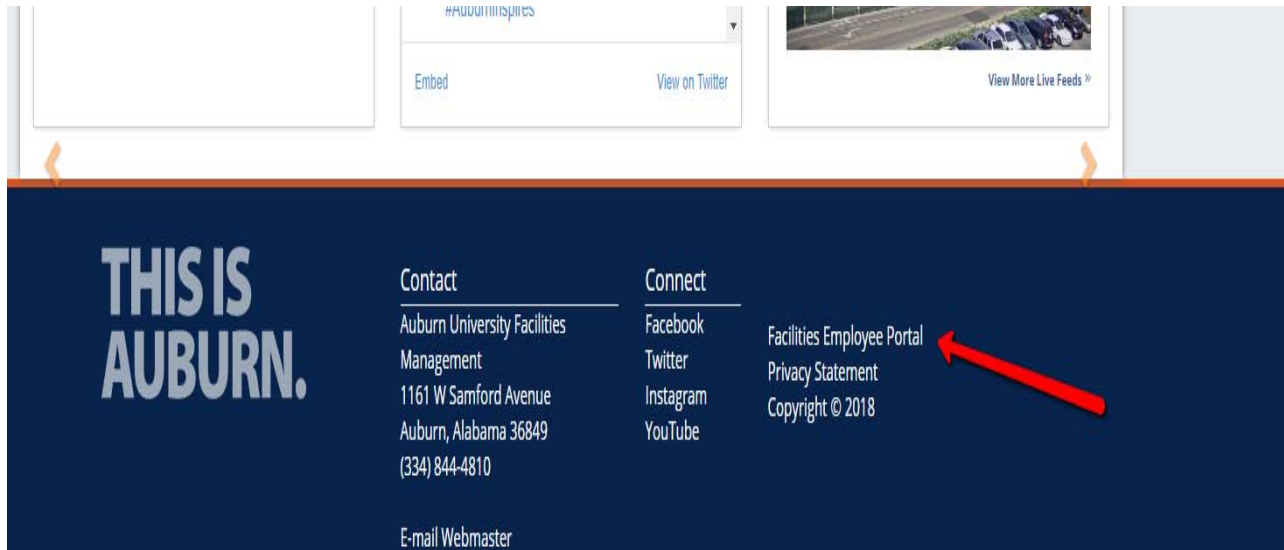 #AuburnInspires
Embed
View on Twitter
View More Live Feeds »
THIS IS
AUBURN.
Contact
Auburn University Facilities
Management
1161 W Samford Avenue
Auburn, Alabama 36849
(334) 844-4810
E-mail Webmaster
Connect
Facebook
Twitter
Instagram
YouTube
Facilities Employee Portal
Privacy Statement
Copyright © 2018